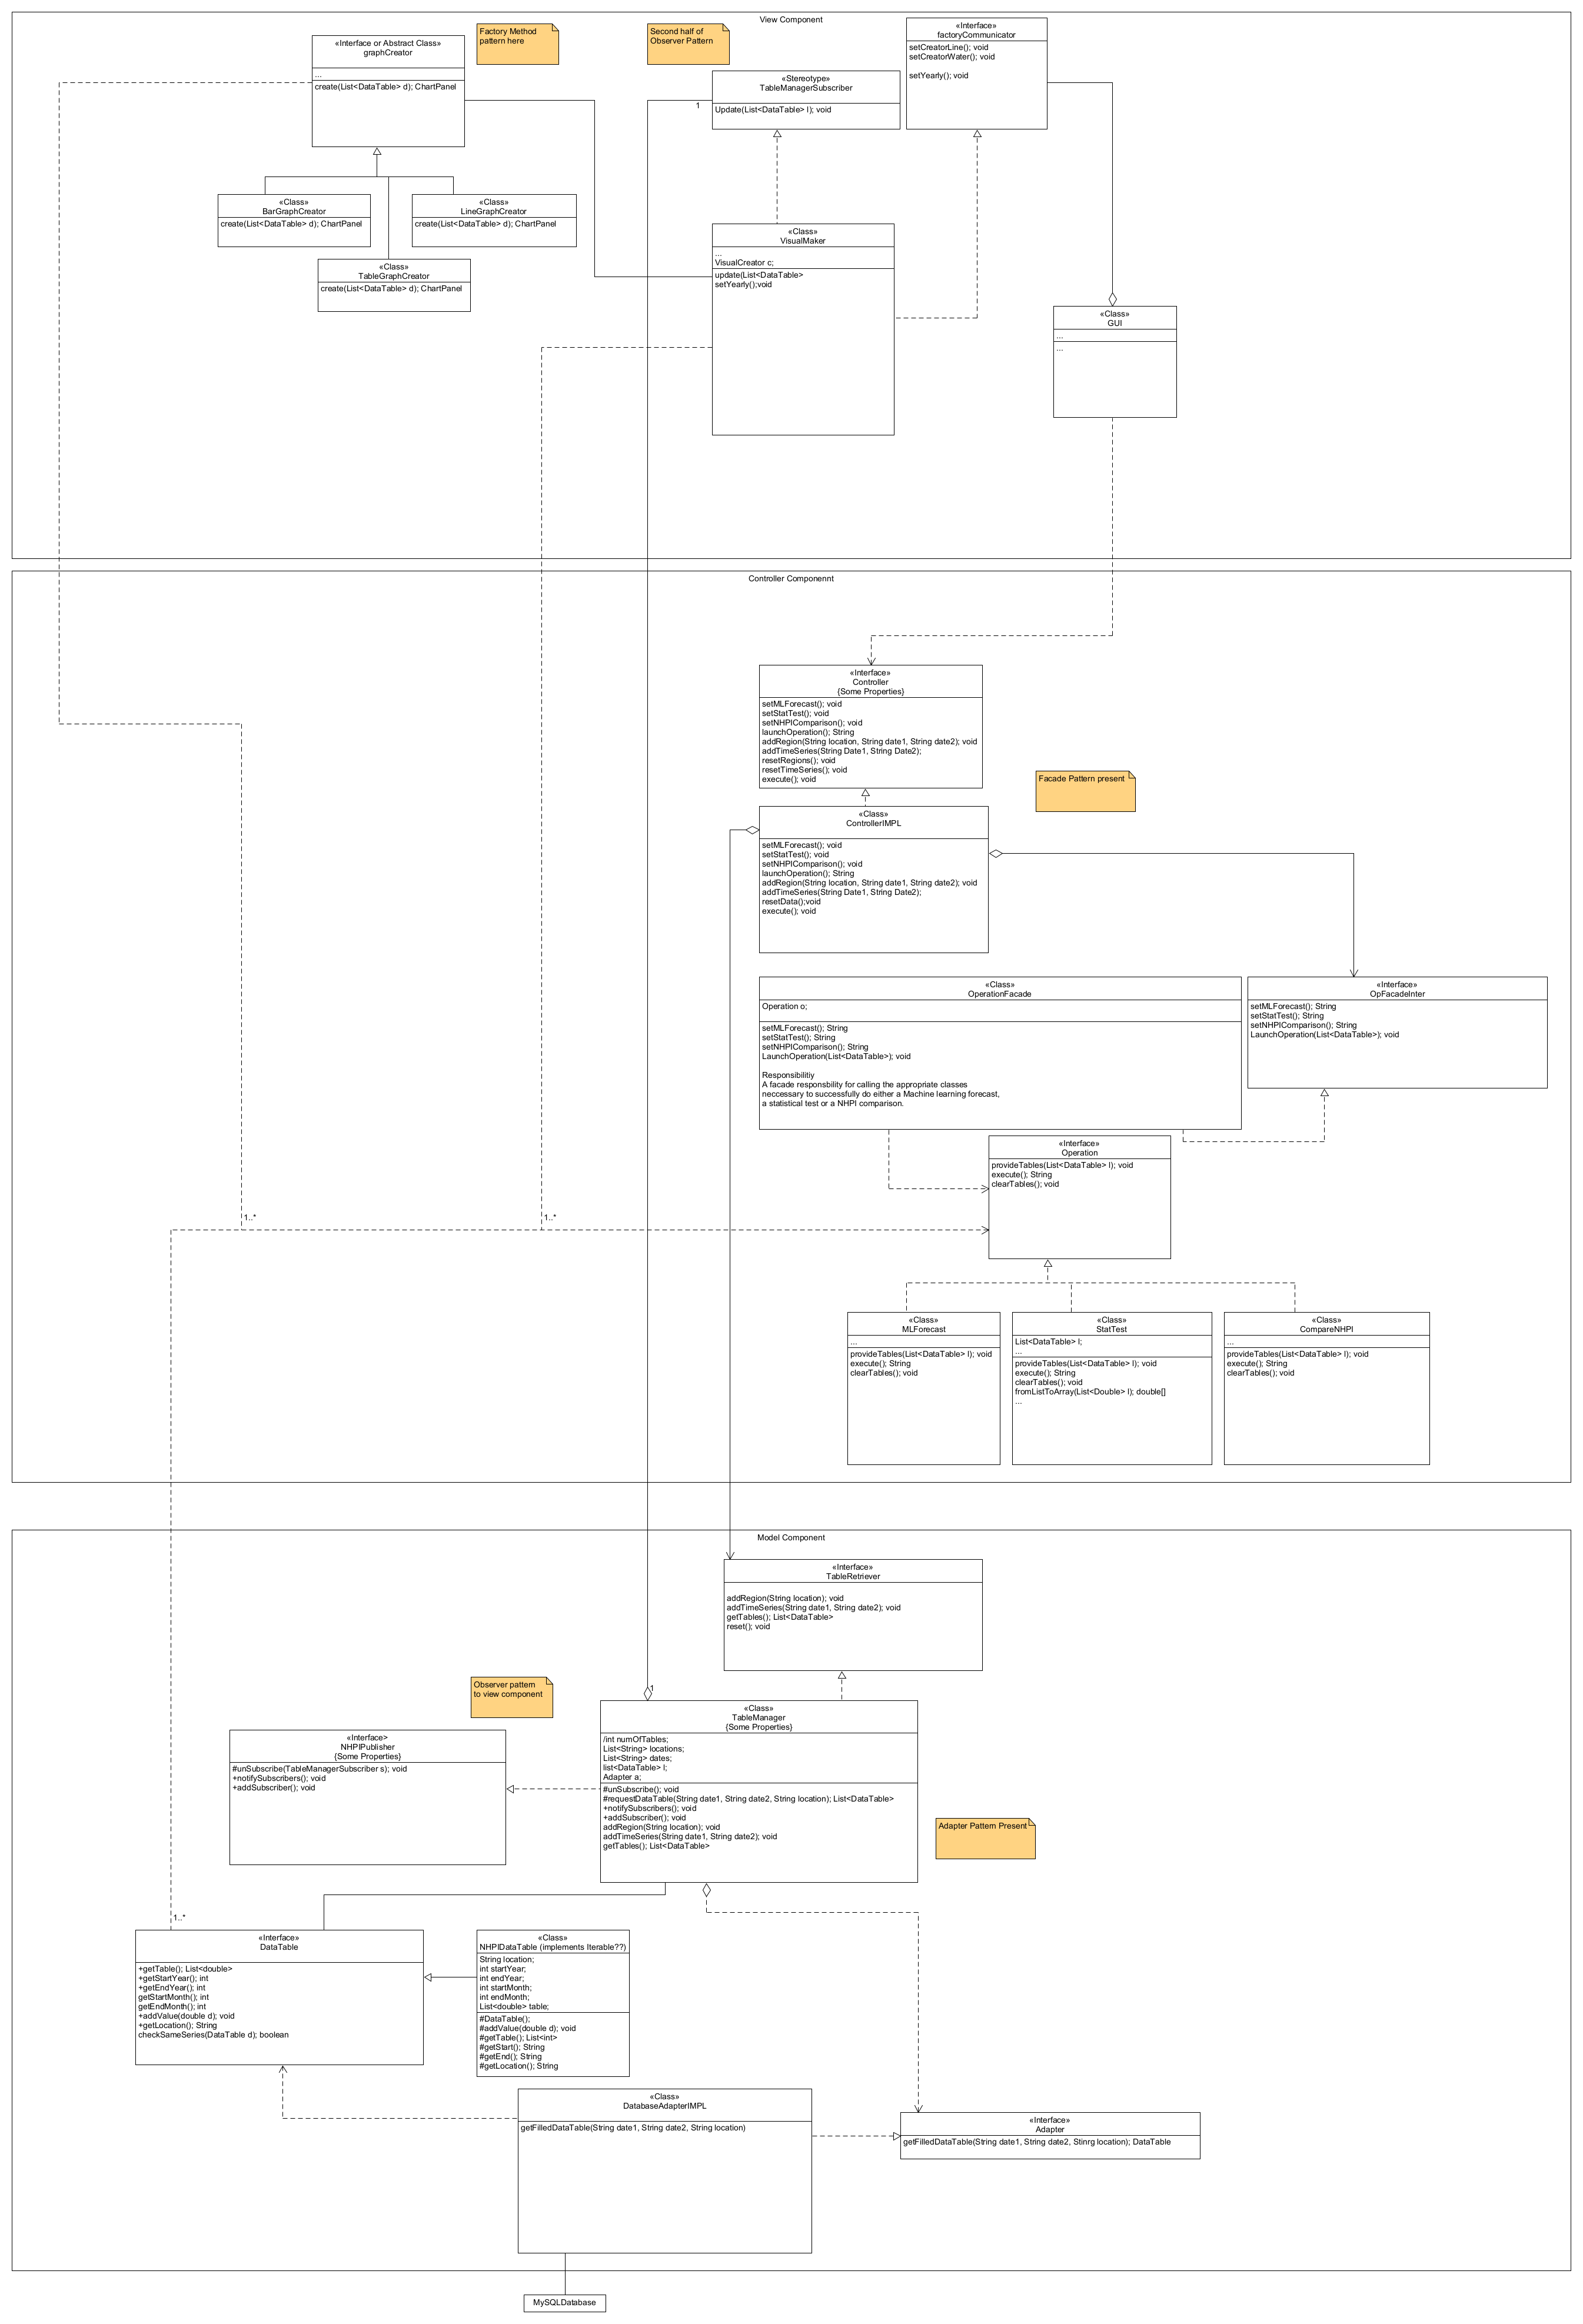 View Component
Factory Method
pattern here
Second half of
Observer Pattern
«Interface»
factoryCommunicator
setCreatorLine(); void
setCreatorWater(); void
setYearly(); void
«Interface or Abstract Class»
graphCreator
...
create(List<DataTable> d); ChartPanel
«Stereotype»
TableManagerSubscriber
Update(List<DataTable> l); void
1
«Class»
BarGraphCreator
create(List<DataTable> d); ChartPanel
«Class»
LineGraphCreator
create(List<DataTable> d); ChartPanel
«Class»
TableGraphCreator
create(List<DataTable> d); ChartPanel
«Class»
VisualMaker
...
VisualCreator c;
update(List<DataTable>
setYearly();void
«Class»
GUI
...
...
Controller Componennt
«Interface»
Controller
{Some Properties}
setMLForecast(); void
setStatTest(); void
setNHPIComparison(); void
launchOperation(); String
addRegion(String location, String date1, String date2); void
addTimeSeries(String Date1, String Date2);
resetRegions(); void
resetTimeSeries(); void
execute(); void
Facade Pattern present
«Class»
ControllerIMPL
setMLForecast(); void
setStatTest(); void
setNHPIComparison(); void
launchOperation(); String
addRegion(String location, String date1, String date2); void
addTimeSeries(String Date1, String Date2);
resetData();void
execute(); void
«Class»
OperationFacade
Operation o;
setMLForecast(); String
setStatTest(); String
setNHPIComparison(); String
LaunchOperation(List<DataTable>); void
Responsibilitiy
A facade responsbility for calling the appropriate classes
neccessary to successfully do either a Machine learning forecast,
a statistical test or a NHPI comparison.
«Interface»
OpFacadeInter
setMLForecast(); String
setStatTest(); String
setNHPIComparison(); String
LaunchOperation(List<DataTable>); void
«Interface»
Operation
provideTables(List<DataTable> l); void
execute(); String
clearTables(); void
1..*
1..*
«Class»
MLForecast
...
provideTables(List<DataTable> l); void
execute(); String
clearTables(); void
«Class»
StatTest
List<DataTable> l;
...
provideTables(List<DataTable> l); void
execute(); String
clearTables(); void
fromListToArray(List<Double> l); double[]
...
«Class»
CompareNHPI
...
provideTables(List<DataTable> l); void
execute(); String
clearTables(); void
Model Component
«Interface»
TableRetriever
addRegion(String location); void
addTimeSeries(String date1, String date2); void
getTables(); List<DataTable>
reset(); void
Observer pattern
to view component
1
«Class»
TableManager
{Some Properties}
/int numOfTables;
List<String> locations;
List<String> dates;
list<DataTable> l;
Adapter a;
#unSubscribe(); void
#requestDataTable(String date1, String date2, String location); List<DataTable>
+notifySubscribers(); void
+addSubscriber(); void
addRegion(String location); void
addTimeSeries(String date1, String date2); void
getTables(); List<DataTable>
«Interface>
NHPIPublisher
{Some Properties}
#unSubscribe(TableManagerSubscriber s); void
+notifySubscribers(); void
+addSubscriber(); void
Adapter Pattern Present
1..*
«Interface»
DataTable
+getTable(); List<double>
+getStartYear(); int
+getEndYear(); int
getStartMonth(); int
getEndMonth(); int
+addValue(double d); void
+getLocation(); String
checkSameSeries(DataTable d); boolean
«Class»
NHPIDataTable (implements Iterable??)
String location;
int startYear;
int endYear;
int startMonth;
int endMonth;
List<double> table;
#DataTable();
#addValue(double d); void
#getTable(); List<int>
#getStart(); String
#getEnd(); String
#getLocation(); String
«Class»
DatabaseAdapterIMPL
getFilledDataTable(String date1, String date2, String location)
«Interface»
Adapter
getFilledDataTable(String date1, String date2, Stinrg location); DataTable
MySQLDatabase